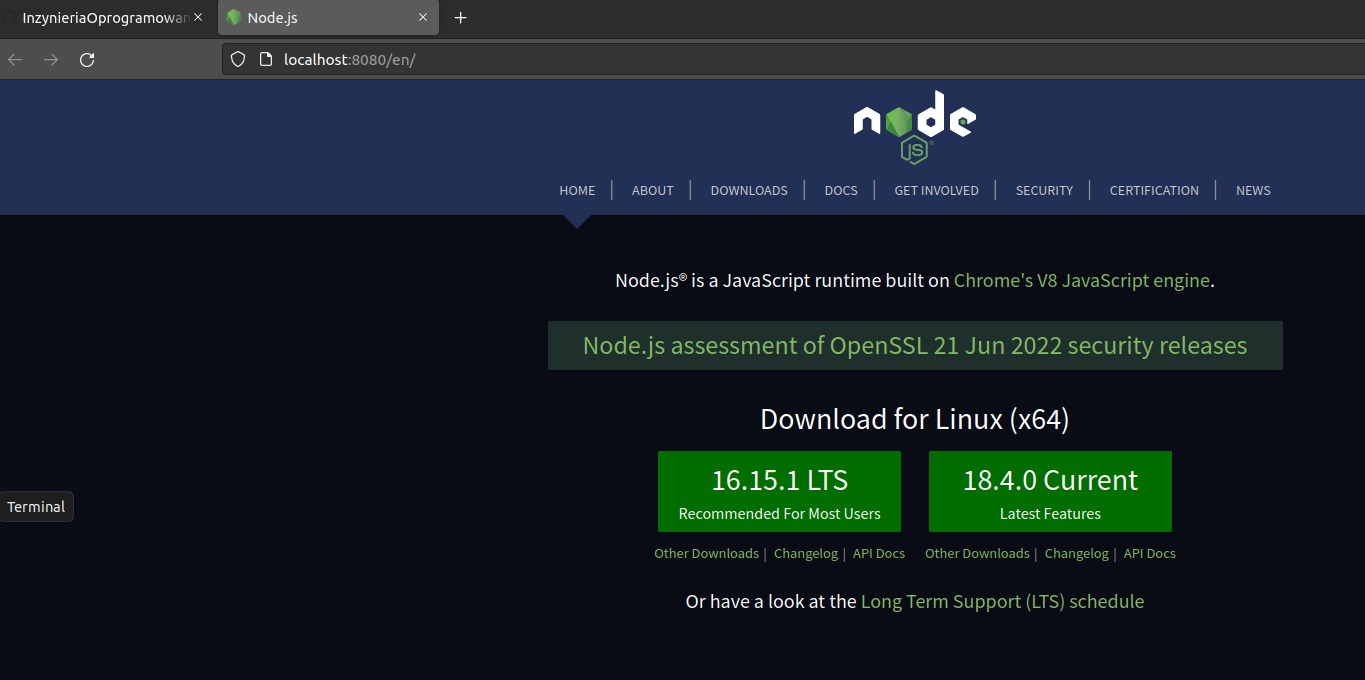 InzynieriaOprogramowan
Node.js
localhost:8080/en/
node
JS
HOME | ABOUT | DOWNLOADS | DOCS | GET INVOLVED | SECURITY | CERTIFICATION | NEWS
Node.js® is a JavaScript runtime built on Chrome's V8 JavaScript engine.
Node.js assessment of OpenSSL 21 Jun 2022 security releases
Download for Linux (x64)
16.15.1 LTS
Recommended For Most Users
18.4.0 Current
Latest Features
Other Downloads | Changelog | API Docs
Other Downloads | Changelog | API Docs
Terminal
Or have a look at the Long Term Support (LTS) schedule